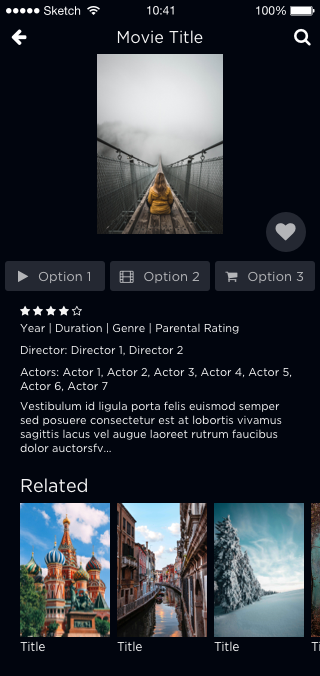 Sketch 10:41 100%
Movie Title
Option 1 Option 2 Option 3
Year | Duration | Genre | Parental Rating
Director: Director 1, Director 2
Actors: Actor 1, Actor 2, Actor 3, Actor 4, Actor 5,
Actor 6, Actor 7
Vestibulum id ligula porta felis euismod semper
sed posuere consectetur est at lobortis vivamus
sagittis lacus vel augue laoreet rutrum faucibus
dolor auctorsfv...
Related
Title Title Title